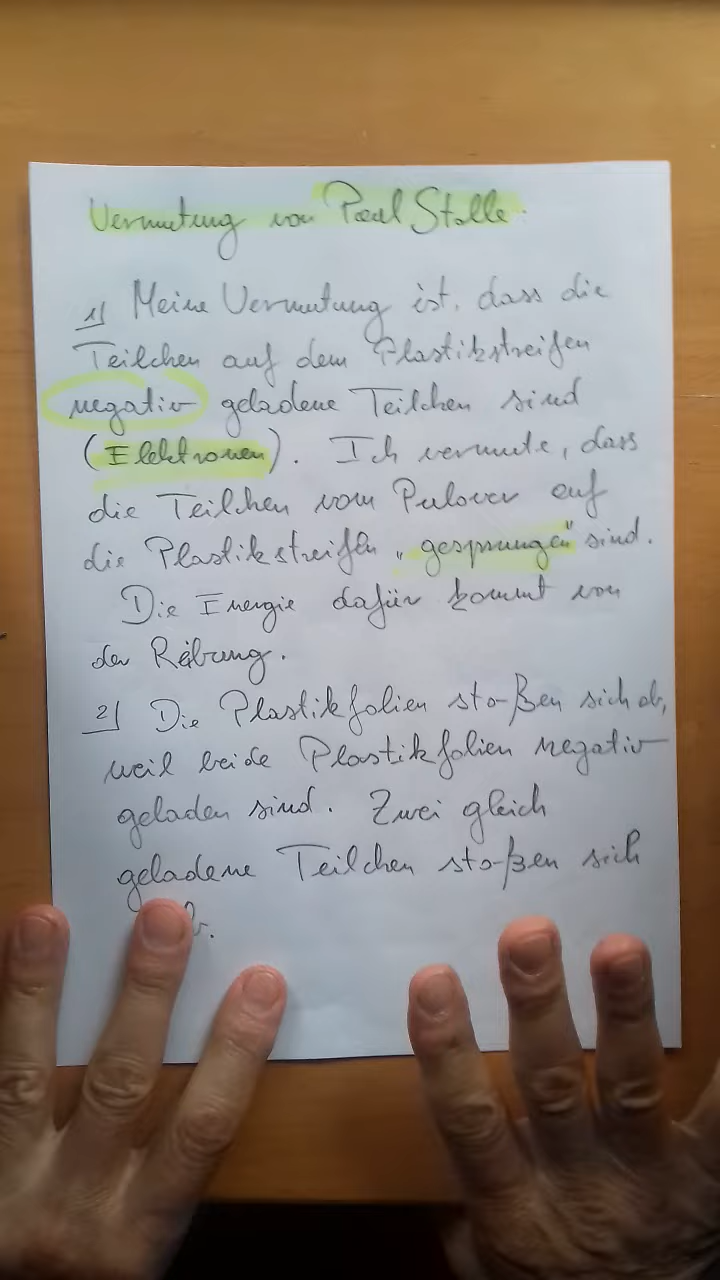 Vermutung von Paul Stolle.
1) Meine Vermutung ist, dass die
Teilchen auf dem Plastikstreifen
negativ geladene Teilchen sind
(Elektronen). Ich vermute, dass
die Teilchen vom Pulover auf
die Plastikstreifen „gesprungen" sind.
Die Energie dafür kommt von
der Reibung.
2) Die Plastikfolien stoßen sich ab,
weil beide Plastikfolien negativ
geladen sind. Zwei gleich
geladene Teilchen stoßen sich
b.